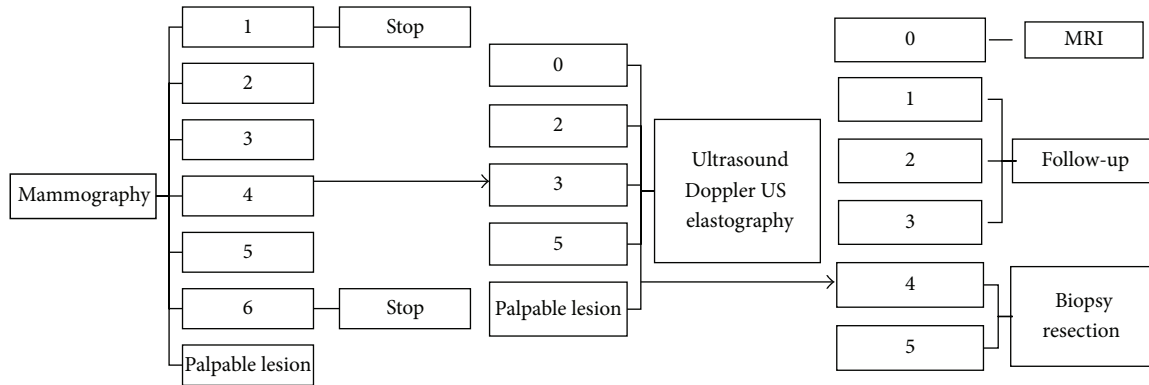 Mammography
1
Stop
2
3
4
5
6
Stop
Palpable lesion
0
2
3
5
Palpable lesion
Ultrasound
Doppler US
elastography
0
MRI
1
2
3
Follow-up
4
5
Biopsy
resection